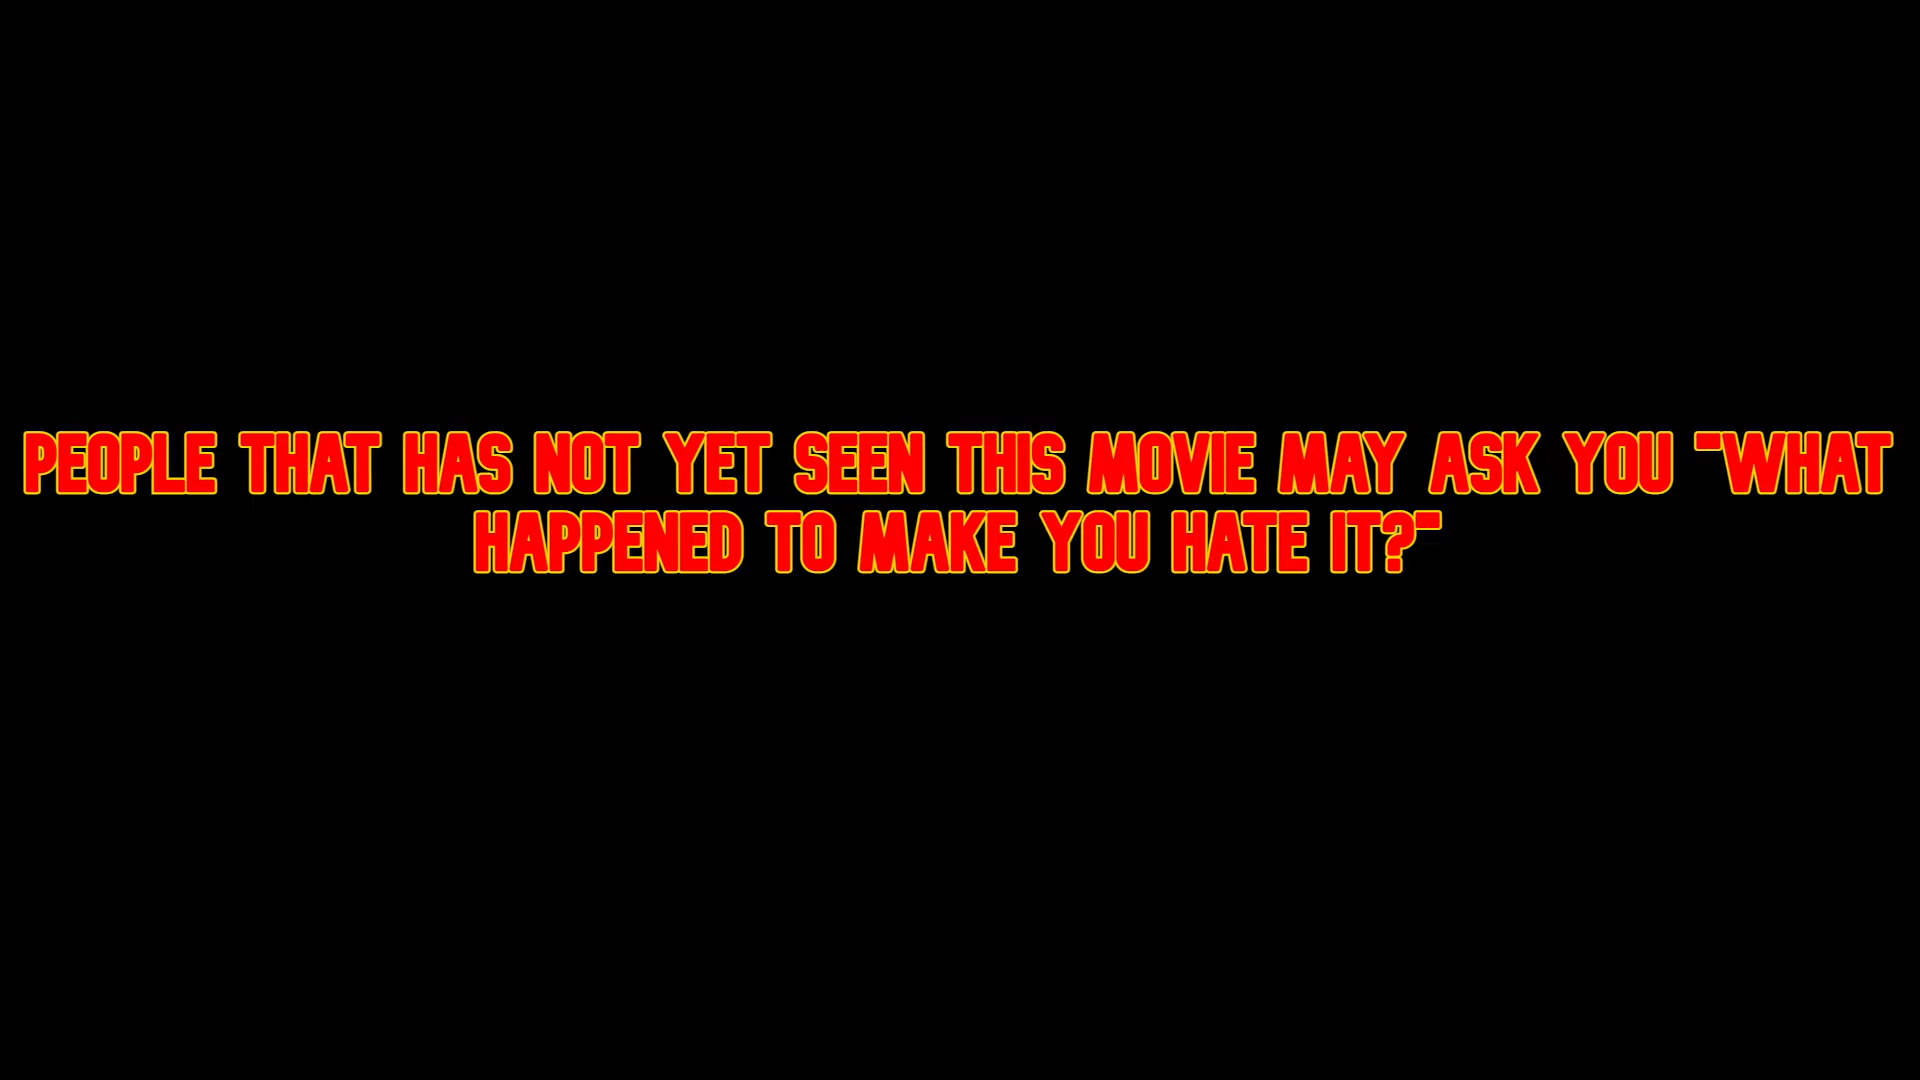 PEOPLE THAT HAS NOT YET SEEN THIS MOVIE MAY ASK YOU "WHAT
HAPPENED TO MAKE YOU HATE IT?"